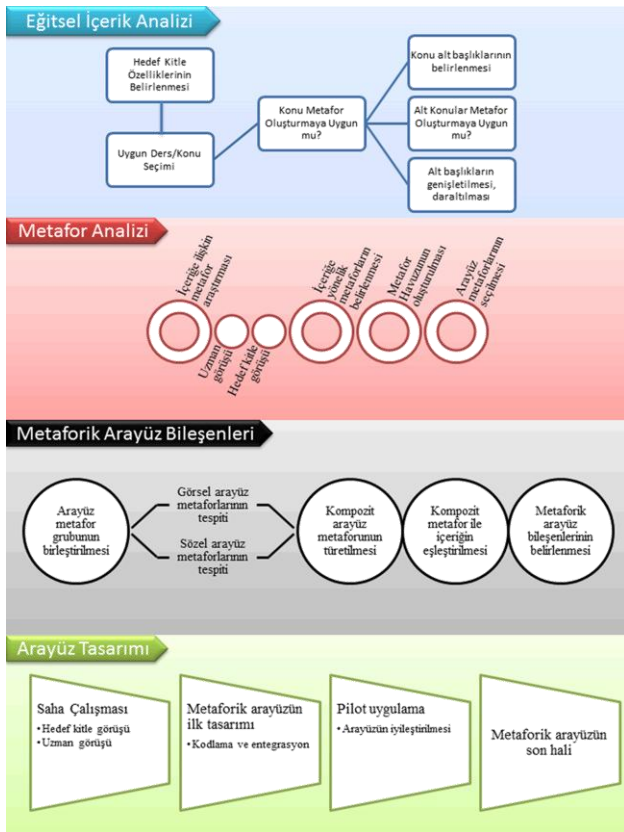 Eğitsel İçerik Analizi
Hedef Kitle
Özelliklerinin
Belirlenmesi
Uygun Ders/Konu
Seçimi
Konu Metafor
Oluşturmaya Uygun
mu?
Konu alt başlıklarının
belirlenmesi
Alt Konular Metafor
Oluşturmaya Uygun
mu?
Alt başlıkların
genişletilmesi,
daraltılması
Metafor Analizi
İçeriğe ilişkin
metafor
araştırması
Uzman
görüşü
Hedef kitle
görüşü
İçeriğe
yönelik
metaforların
belirlenmesi
Metafor
Havuzunun
oluşturulması
Arayüz
metaforlarının
seçilmesi
Metaforik Arayüz Bileşenleri
Arayüz
metafor
grubunun
birleştirilmesi
Görsel arayüz
metaforlarının
tespiti
Sözel arayüz
metaforlarının
tespiti
Kompozit
arayüz
metaforunun
türetilmesi
Kompozit
metafor ile
içeriğin
eşleştirilmesi
Metaforik
arayüz
bileşenlerinin
belirlenmesi
Arayüz Tasarımı
Saha Çalışması
•Hedef kitle görüşü
•Uzman görüşü
Metaforik arayüzün
ilk tasarımı
•Kodlama ve entegrasyon
Pilot uygulama
•Arayüzün iyileştirilmesi
Metaforik arayüzün
son hali